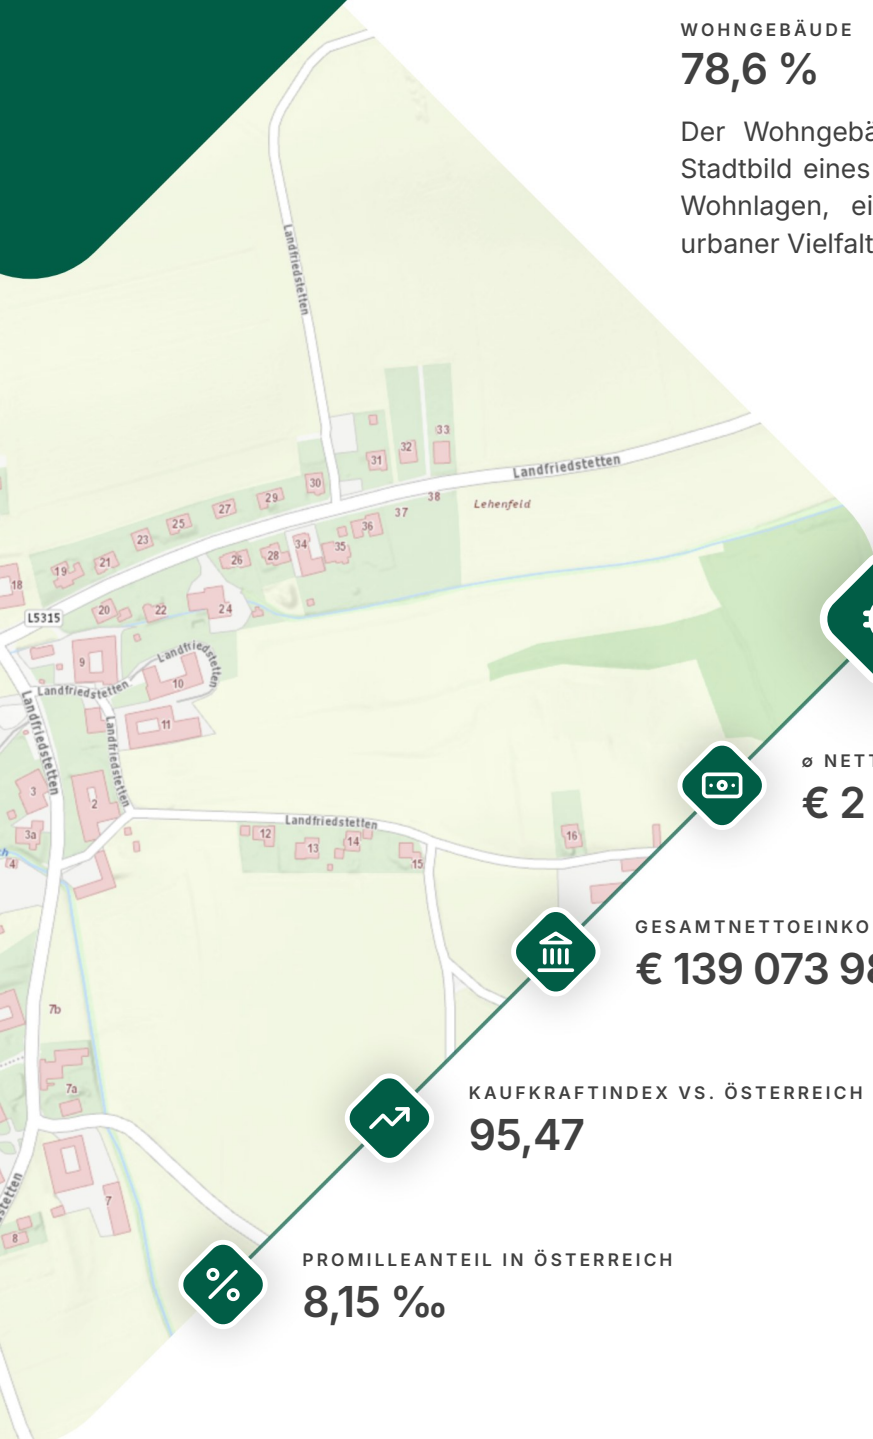 WOHNGEBÄUDE
78,6 %
Der Wohngebä
Stadtbild eines
Wohnlagen, ei
urbaner Vielfalt
Landfriedstetten
33
32
31
30
Landfriedstetten
29
27
25
23
21
19
18
38
37
Lehenfeld
36
35
34
28
26
24
22
20
L5315
9
Landfriedstetten
10
Landfriedstetten
11
Landfriedstetten
Landfriedstetten
3
2
3a
4
Landfriedstetten
12
13
14
15
16
ø NETT
€ 2
GESAMTNETTOEINKO
€ 139 073 98
7b
7a
KAUFKRAFTINDEX VS. ÖSTERREICH
95,47
7
8
PROMILLEANTEIL IN ÖSTERREICH
8,15 ‰